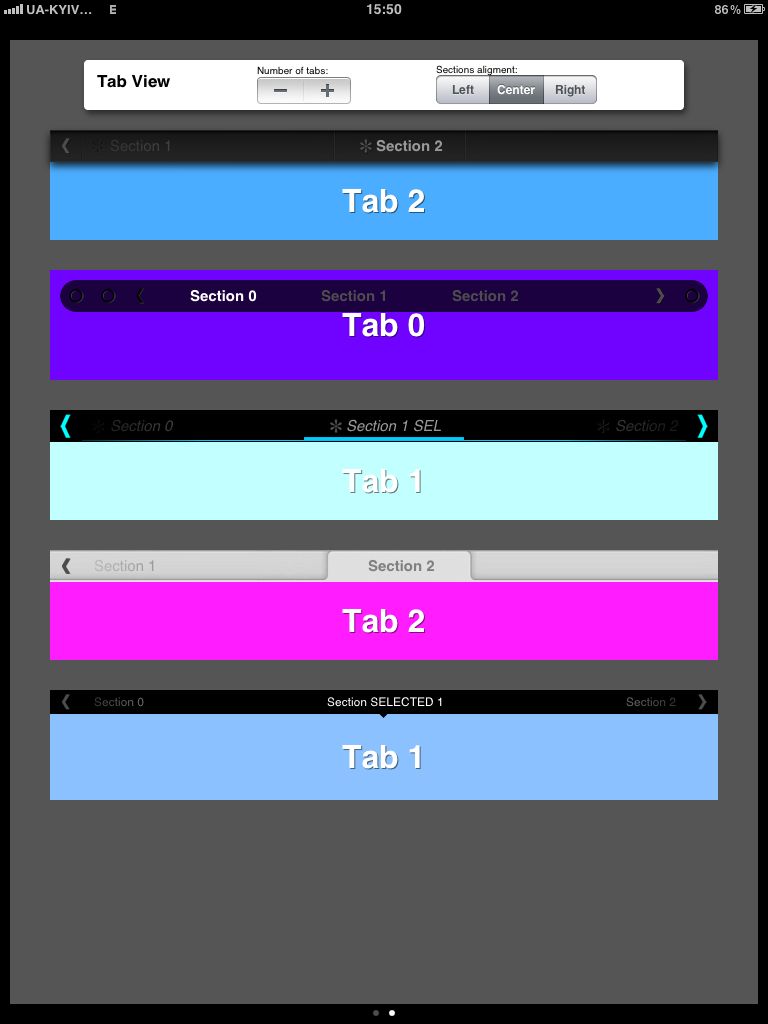 UA-KYIV... E 15:50 86%
Tab View
Number of tabs:
− +
Sections aligment:
Left Center Right
Section 1 Section 2
Tab 2
Section 0 Section 1 Section 2
Tab 0
Section 0 Section 1 SEL Section 2
Tab 1
Section 1 Section 2
Tab 2
Section 0 Section SELECTED 1 Section 2
Tab 1